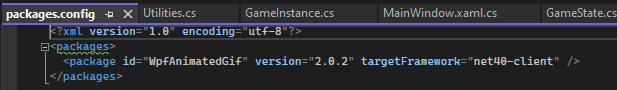 packages.config Utilities.cs GameInstance.cs MainWindow.xaml.cs GameState.cs
<?xml version="1.0" encoding="utf-8"?>
<packages>
<package id="WpfAnimatedGif" version="2.0.2" targetFramework="net40-client" />
</packages>